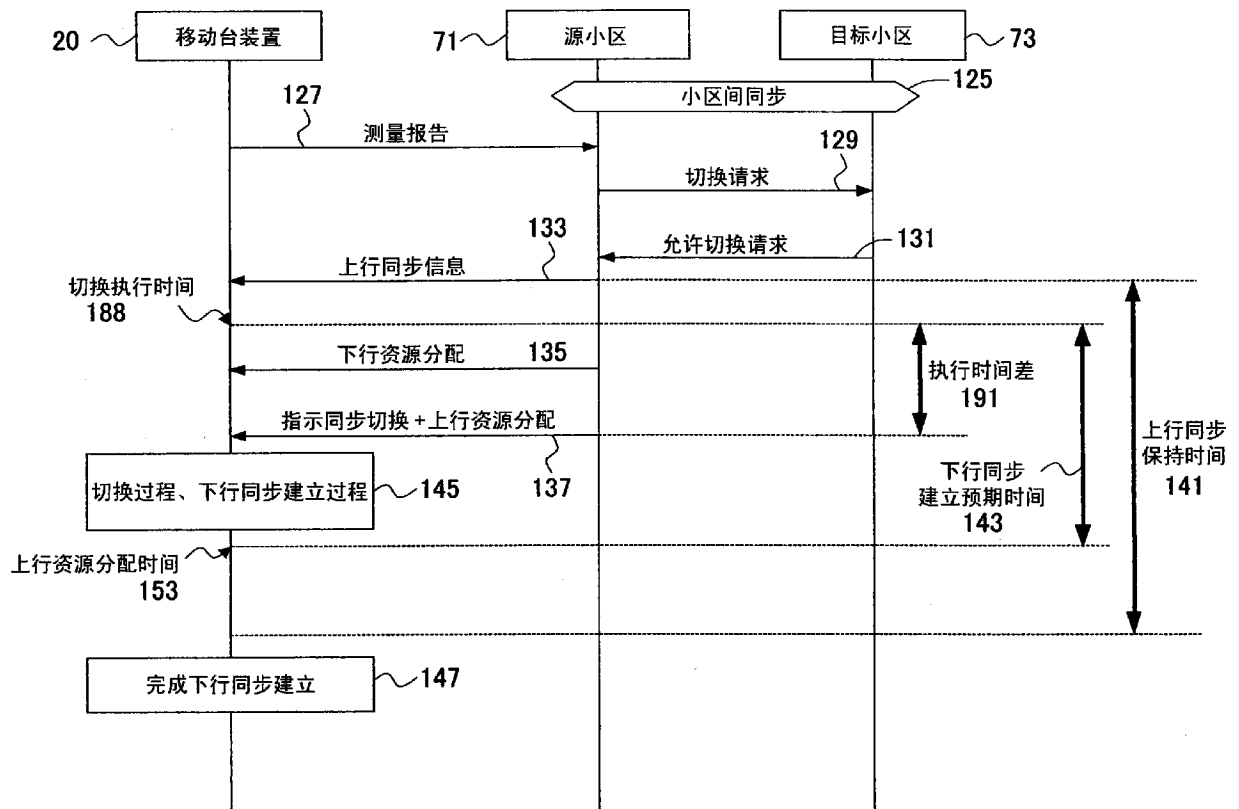 20
移动台装置
71
源小区
目标小区
73
小区间同步
125
127
测量报告
129
切换请求
133
允许切换请求
131
上行同步信息
切换执行时间
188
下行资源分配
135
执行时间差
191
指示同步切换+上行资源分配
137
上行同步
保持时间
141
下行同步
建立预期时间
143
切换过程、下行同步建立过程
145
上行资源分配时间
153
完成下行同步建立
147